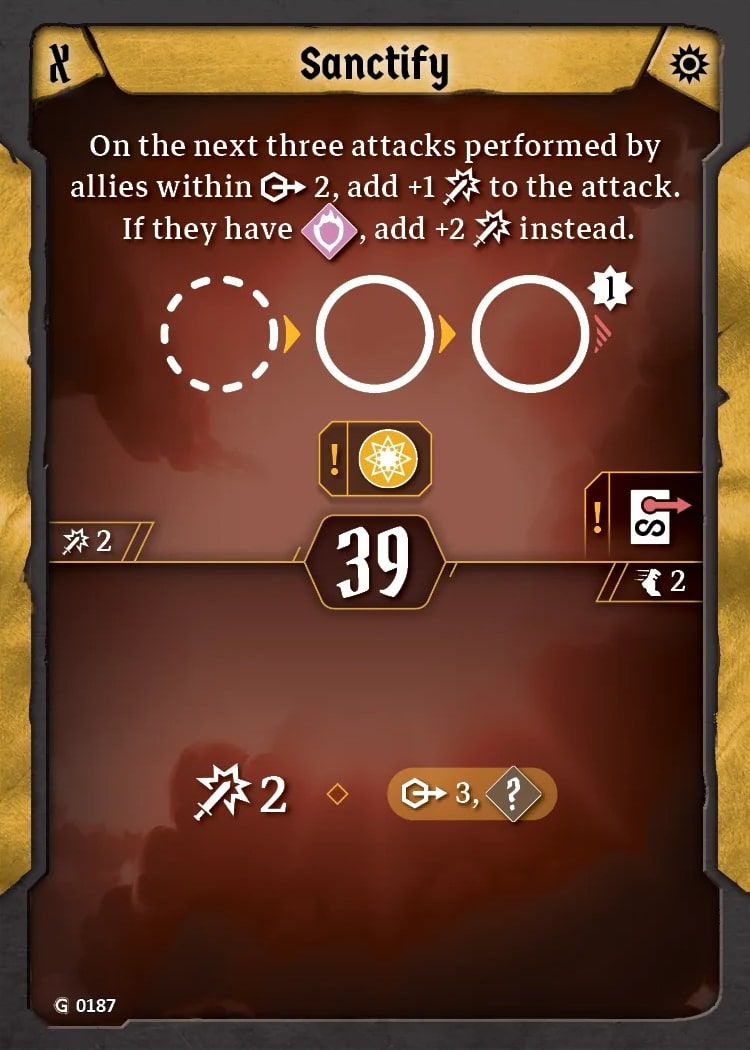 א Sanctify
On the next three attacks performed by
allies within 2, add +1 to the attack.
If they have , add +2 instead.
1
!
!
2
39
2
2 3, ?
G 0187